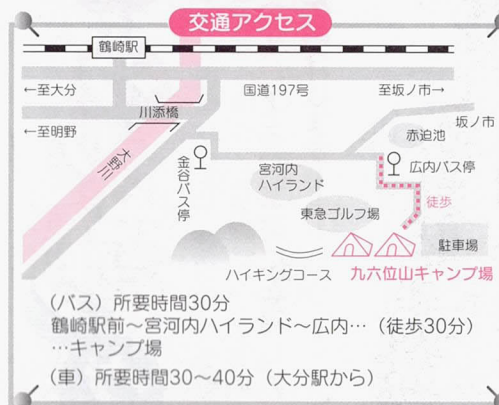 交通アクセス
鶴崎駅
←至大分
国道197号
至坂ノ市→
川添橋
←至明野
坂ノ市
赤迫池
大野川
金谷バス停
宮河内
ハイランド
広内バス停
徒歩
東急ゴルフ場
駐車場
ハイキングコース
九六位山キャンプ場
(バス)所要時間30分
鶴崎駅前~宮河内ハイランド~広内…(徒歩30分)
…キャンプ場
(車)所要時間30~40分(大分駅から)